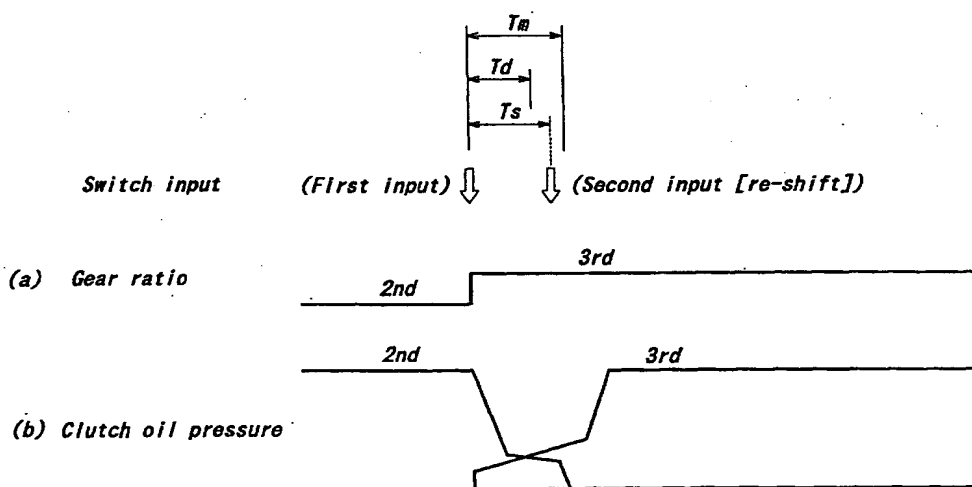 Tm
Td
Ts
Switch input (First input) (Second input [re-shift])
(a) Gear ratio 2nd 3rd
2nd 3rd
(b) Clutch oil pressure